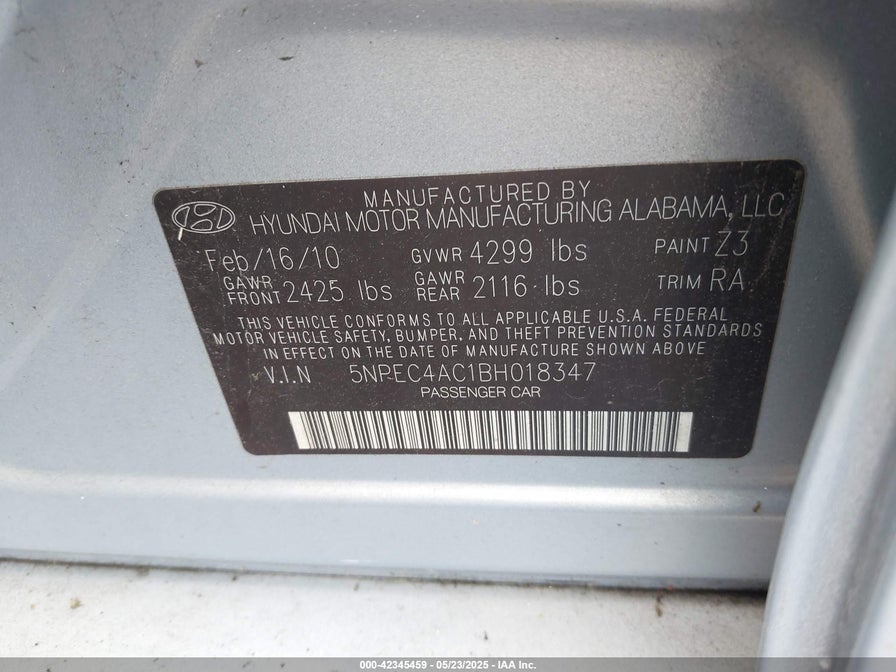 MANUFACTURED BY
HYUNDAI MOTOR MANUFACTURING ALABAMA, LLC
Feb/16/10 GVWR 4299 lbs PAINT Z3
GAWR FRONT 2425 lbs GAWR REAR 2116 lbs TRIM RA
THIS VEHICLE CONFORMS TO ALL APPLICABLE U.S.A. FEDERAL
MOTOR VEHICLE SAFETY, BUMPER, AND THEFT PREVENTION STANDARDS
IN EFFECT ON THE DATE OF MANUFACTURE SHOWN ABOVE.
V.I.N 5NPEC4AC1BH018347
PASSENGER CAR
000-42345459 - 05/23/2025 - IAA Inc.